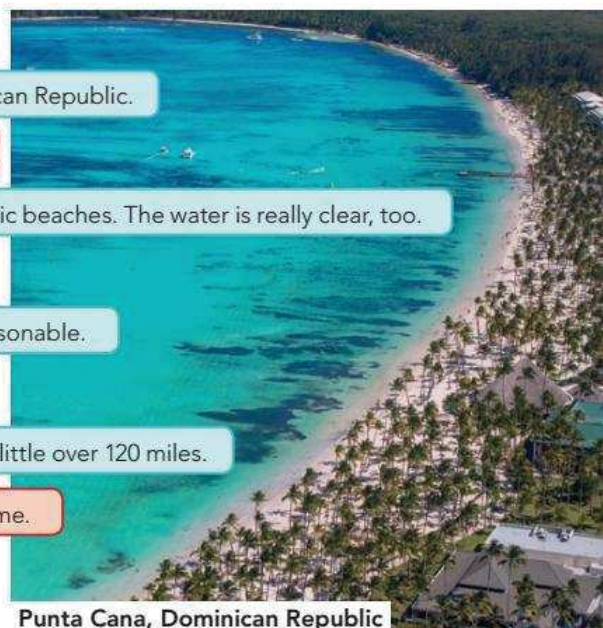 can Republic.
ic beaches. The water is really clear, too.
sonable.
little over 120 miles.
me.
Punta Cana, Dominican Republic